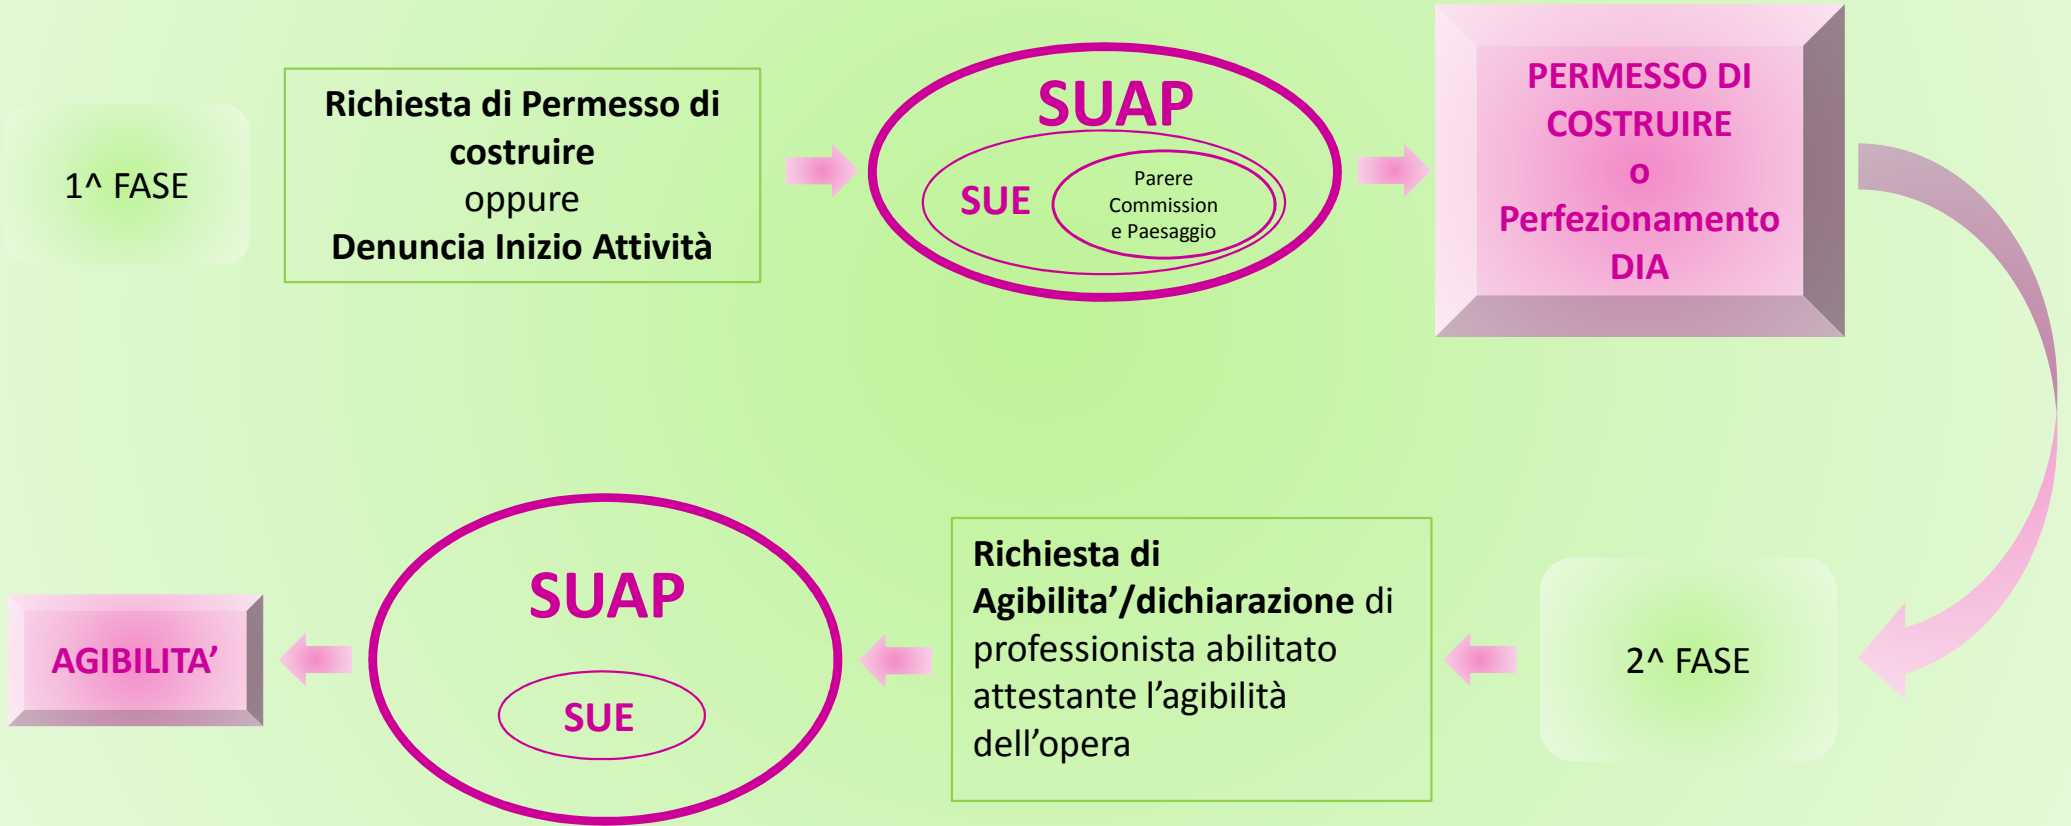 1^ FASE
Richiesta di Permesso di
costruire
oppure
Denuncia Inizio Attività
SUAP
SUE
Parere
Commission
e Paesaggio
PERMESSO DI
COSTRUIRE
o
Perfezionamento
DIA
2^ FASE
Richiesta di
Agibilita’/dichiarazione di
professionista abilitato
attestante l’agibilità
dell’opera
SUAP
SUE
AGIBILITA’